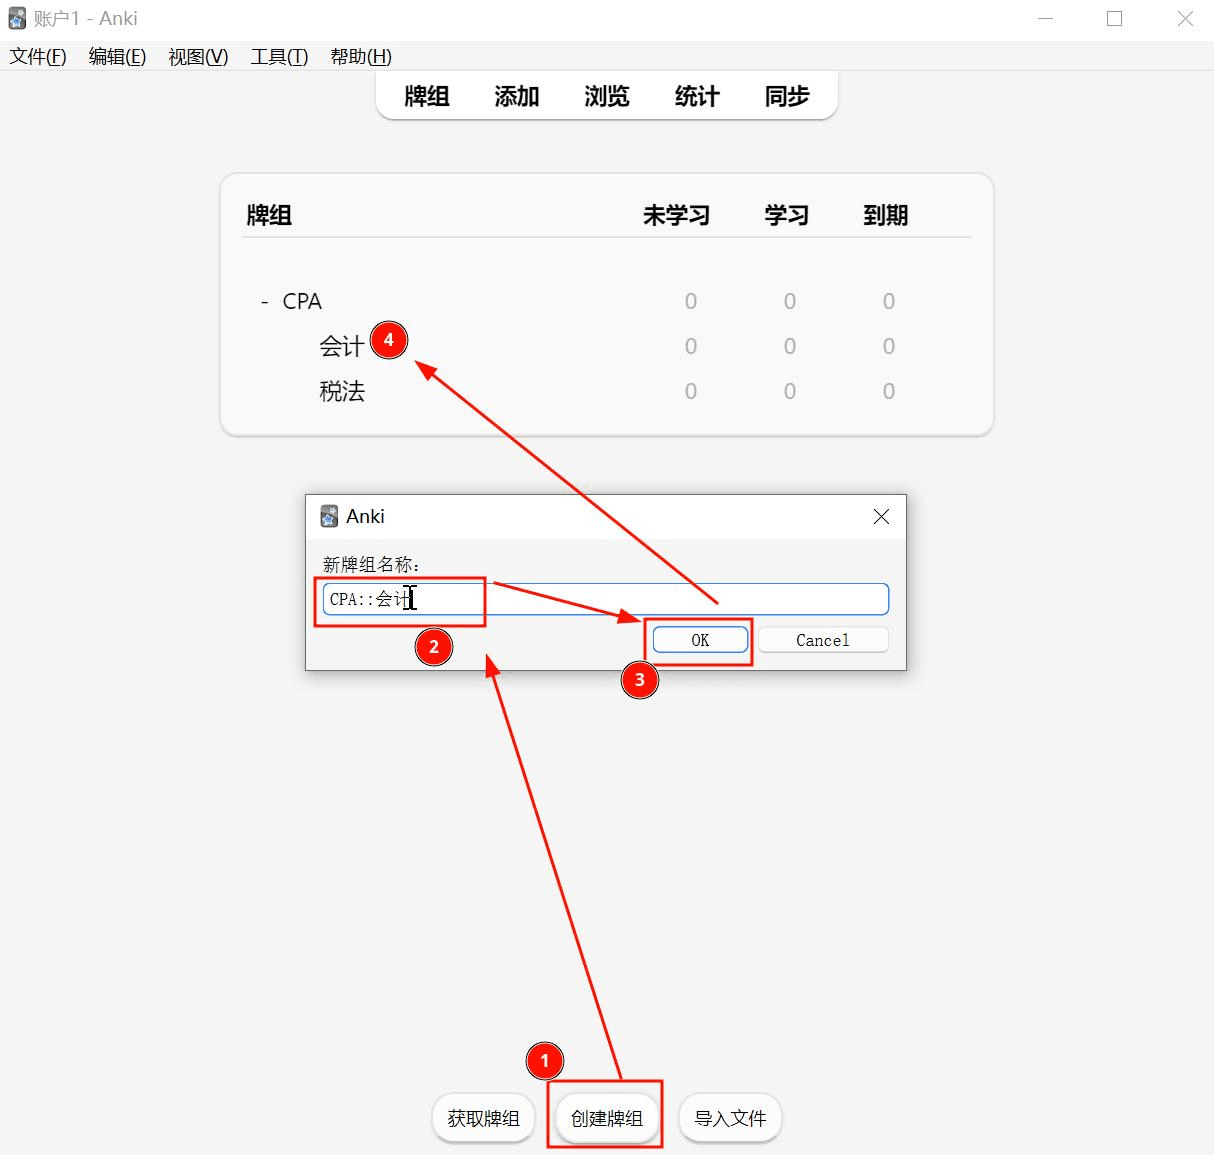 账户1 - Anki
文件(F) 编辑(E) 视图(V) 工具(T) 帮助(H)
牌组 添加 浏览 统计 同步
牌组 未学习 学习 到期
- CPA 0 0 0
会计 4 0 0 0
税法 0 0 0
Anki
新牌组名称：
CPA::会计
OK Cancel
2
3
1
获取牌组 创建牌组 导入文件